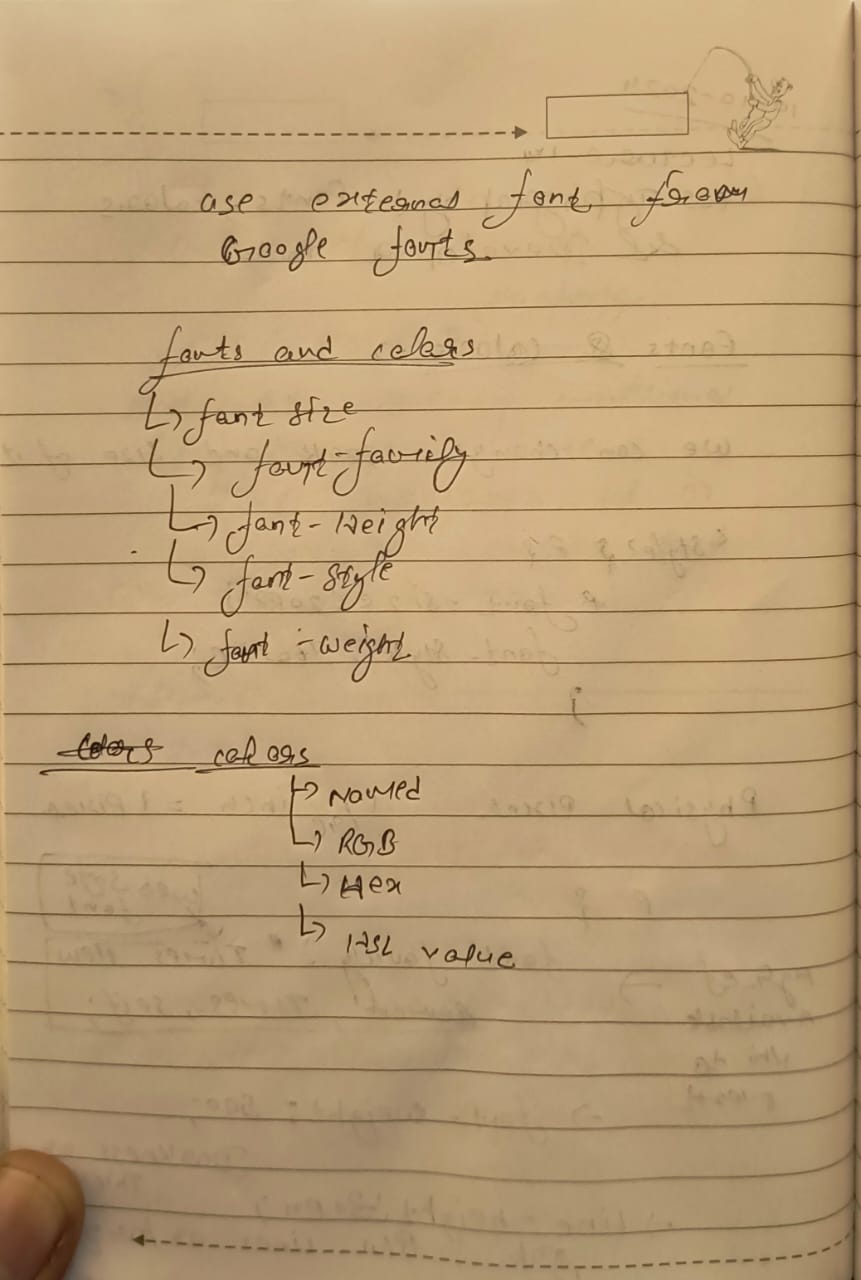 use external font from
Google fonts.
fonts and colors
↳ font size
↳ font-family
↳ font-Height
↳ font-style
↳ font-weight
colors colors
↳ Named
↳ RGB
↳ Hex
↳ HSL value